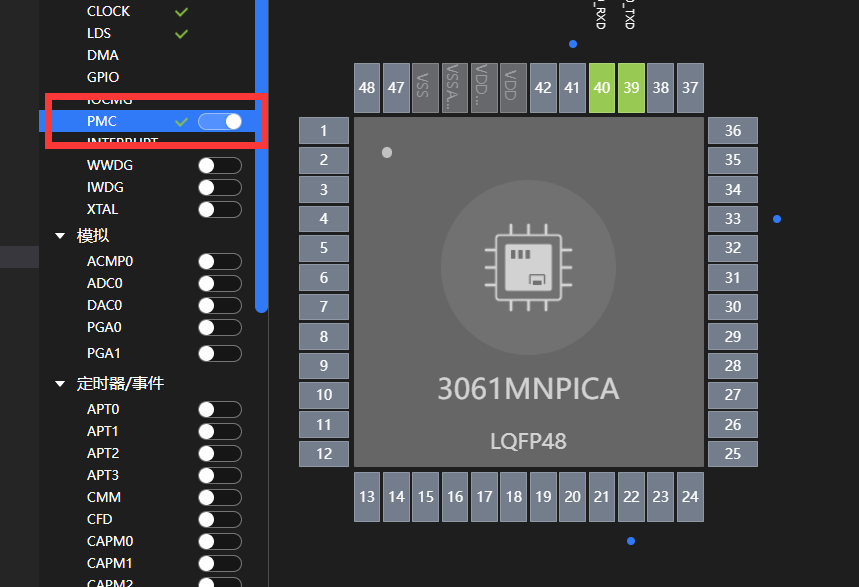 CLOCK
LDS
DMA
GPIO
IOCMG
PMC
INTERRUPT
WWDG
IWDG
XTAL
模拟
ACMP0
ADC0
DAC0
PGA0
PGA1
定时器/事件
APT0
APT1
APT2
APT3
CMM
CFD
CAPM0
CAPM1
CAPM2
_RXD
_TXD
48 47 VSS VSSA... VDD... VDD 42 41 40 39 38 37
1
2
3
4
5
6
7
8
9
10
11
12
3061MNPICA
LQFP48
36
35
34
33
32
31
30
29
28
27
26
25
13 14 15 16 17 18 19 20 21 22 23 24